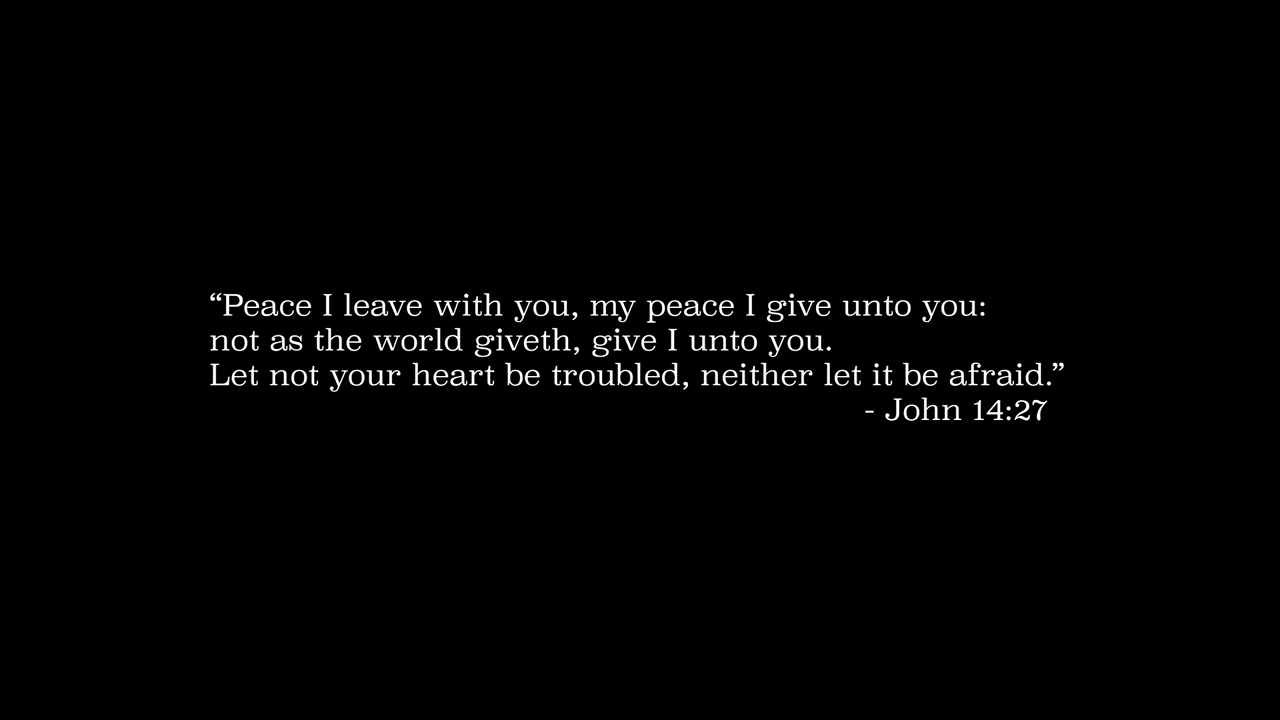 “Peace I leave with you, my peace I give unto you:
not as the world giveth, give I unto you.
Let not your heart be troubled, neither let it be afraid.”
- John 14:27